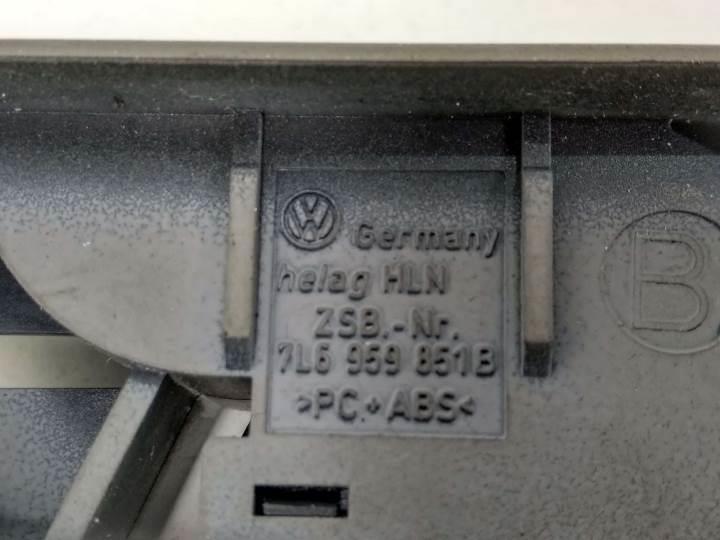 Germany
helag HLN
ZSB.-Nr.
7L6 959 851B
>PC.+ABS<
B